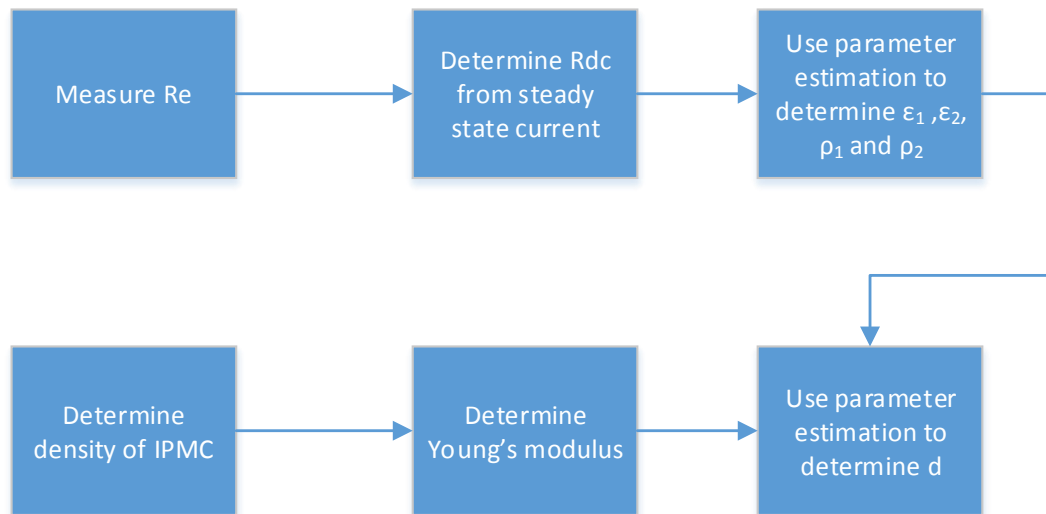 Measure Re
Determine Rdc
from steady
state current
Use parameter
estimation to
determine ε₁ ,ε₂,
ρ₁ and ρ₂
Determine
density of IPMC
Determine
Young’s modulus
Use parameter
estimation to
determine d